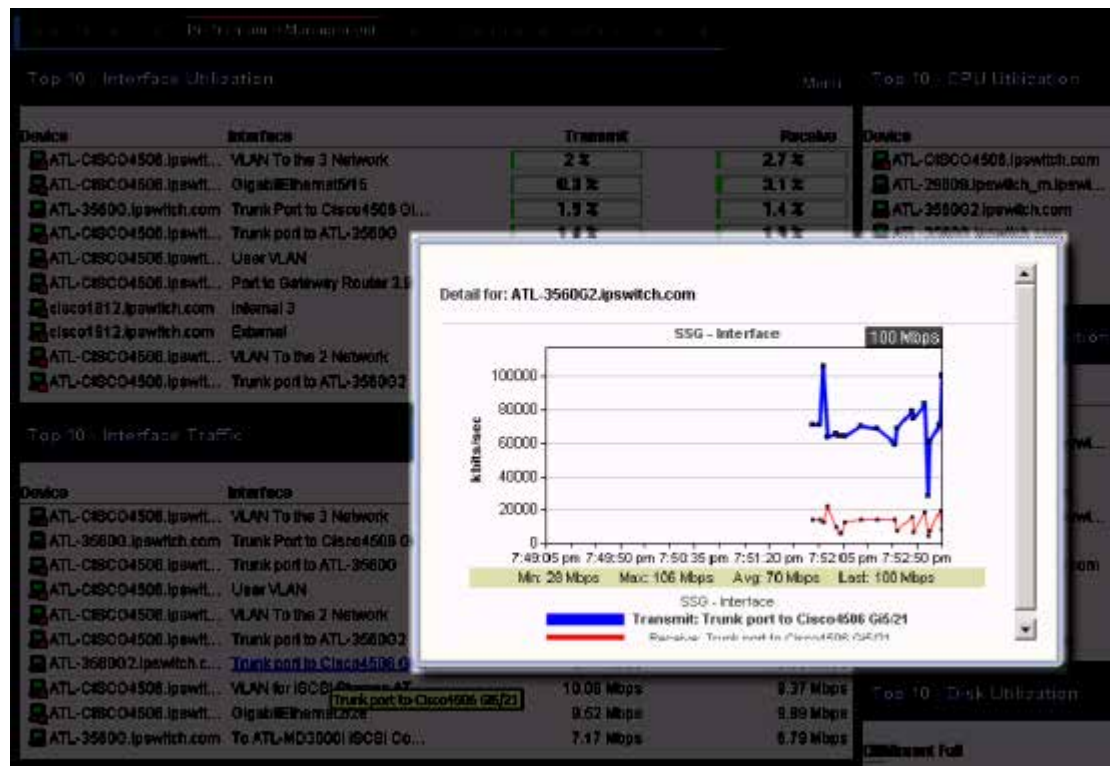 Top 10 - Interface Utilization
Menu
Top 10 - CPU Utilization
Device Interface Transmit Receive
ATL-CISCO4506.ipswit... VLAN To the 3 Network 2 % 2.7 %
ATL-CISCO4506.ipswit... GigabitEthernet5/15 0.3 % 3.1 %
ATL-3560G.ipswitch.com Trunk Port to Cisco4506 Gi... 1.5 % 1.4 %
ATL-CISCO4506.ipswit... Trunk port to ATL-3560G
ATL-CISCO4506.ipswit... User VLAN
ATL-CISCO4506.ipswit... Port to Gateway Router
cisco1812.ipswitch.com Internal 3
cisco1812.ipswitch.com External
ATL-CISCO4506.ipswit... VLAN To the 2 Network
ATL-CISCO4506.ipswit... Trunk port to ATL-3560G2
Device
ATL-CISCO4506.ipswitch.com
ATL-3560G2.ipswitch.com
Detail for: ATL-3560G2.ipswitch.com
SSG - Interface
100 Mbps
kbits/sec
100000
80000
60000
40000
20000
0
7:49:05 pm 7:49:50 pm 7:50:35 pm 7:51:20 pm 7:52:05 pm 7:52:50 pm
Min: 28 Mbps Max: 106 Mbps Avg: 70 Mbps Last: 100 Mbps
SSG - Interface
Transmit: Trunk port to Cisco4506 Gi5/21
Receive: Trunk port to Cisco4506 Gi5/21
Top 10 - Interface Traffic
Device Interface
ATL-CISCO4506.ipswit... VLAN To the 3 Network
ATL-3560G.ipswitch.com Trunk Port to Cisco4506 G
ATL-CISCO4506.ipswit... Trunk port to ATL-3560G
ATL-CISCO4506.ipswit... User VLAN
ATL-CISCO4506.ipswit... VLAN To the 2 Network
ATL-CISCO4506.ipswit... Trunk port to ATL-3560G2
ATL-3560G2.ipswitch.c... Trunk port to Cisco4506 G
ATL-CISCO4506.ipswit... VLAN for iSCSI 10.08 Mbps 9.37 Mbps
Trunk port to Cisco4506 Gi5/21
ATL-CISCO4506.ipswit... 9.52 Mbps 9.89 Mbps
ATL-3560G.ipswitch.com To ATL-MD3000i iSCSI Co... 7.17 Mbps 6.79 Mbps
Top 10 - Disk Utilization